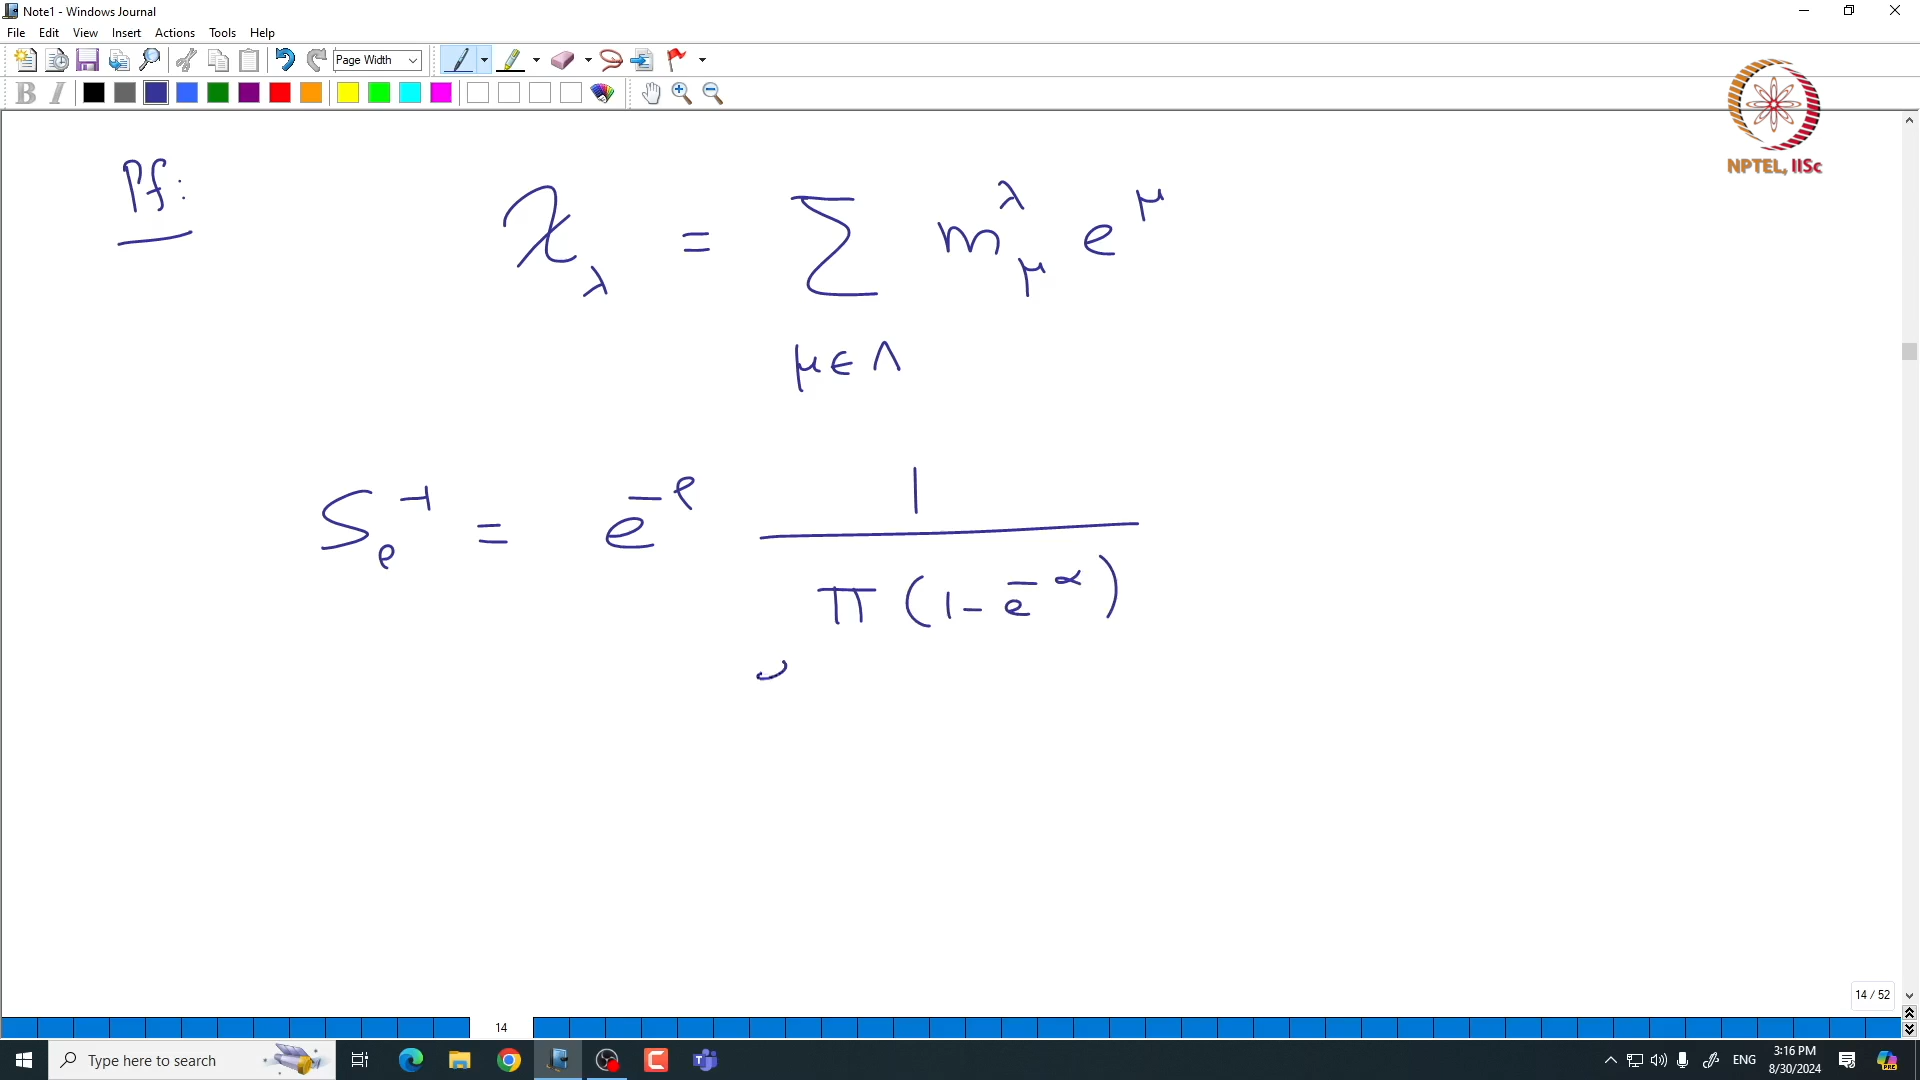 Note1 - Windows Journal
File Edit View Insert Actions Tools Help
Page Width
B I
NPTEL, IISc
Pf:
χ_λ = Σ_{μ∈Λ} m_μ^λ e^μ
S_ρ^{-1} = e^{-ρ} 1 / Π (1 - e^{-α})
14 / 52
14
Type here to search
ENG
3:16 PM
8/30/2024